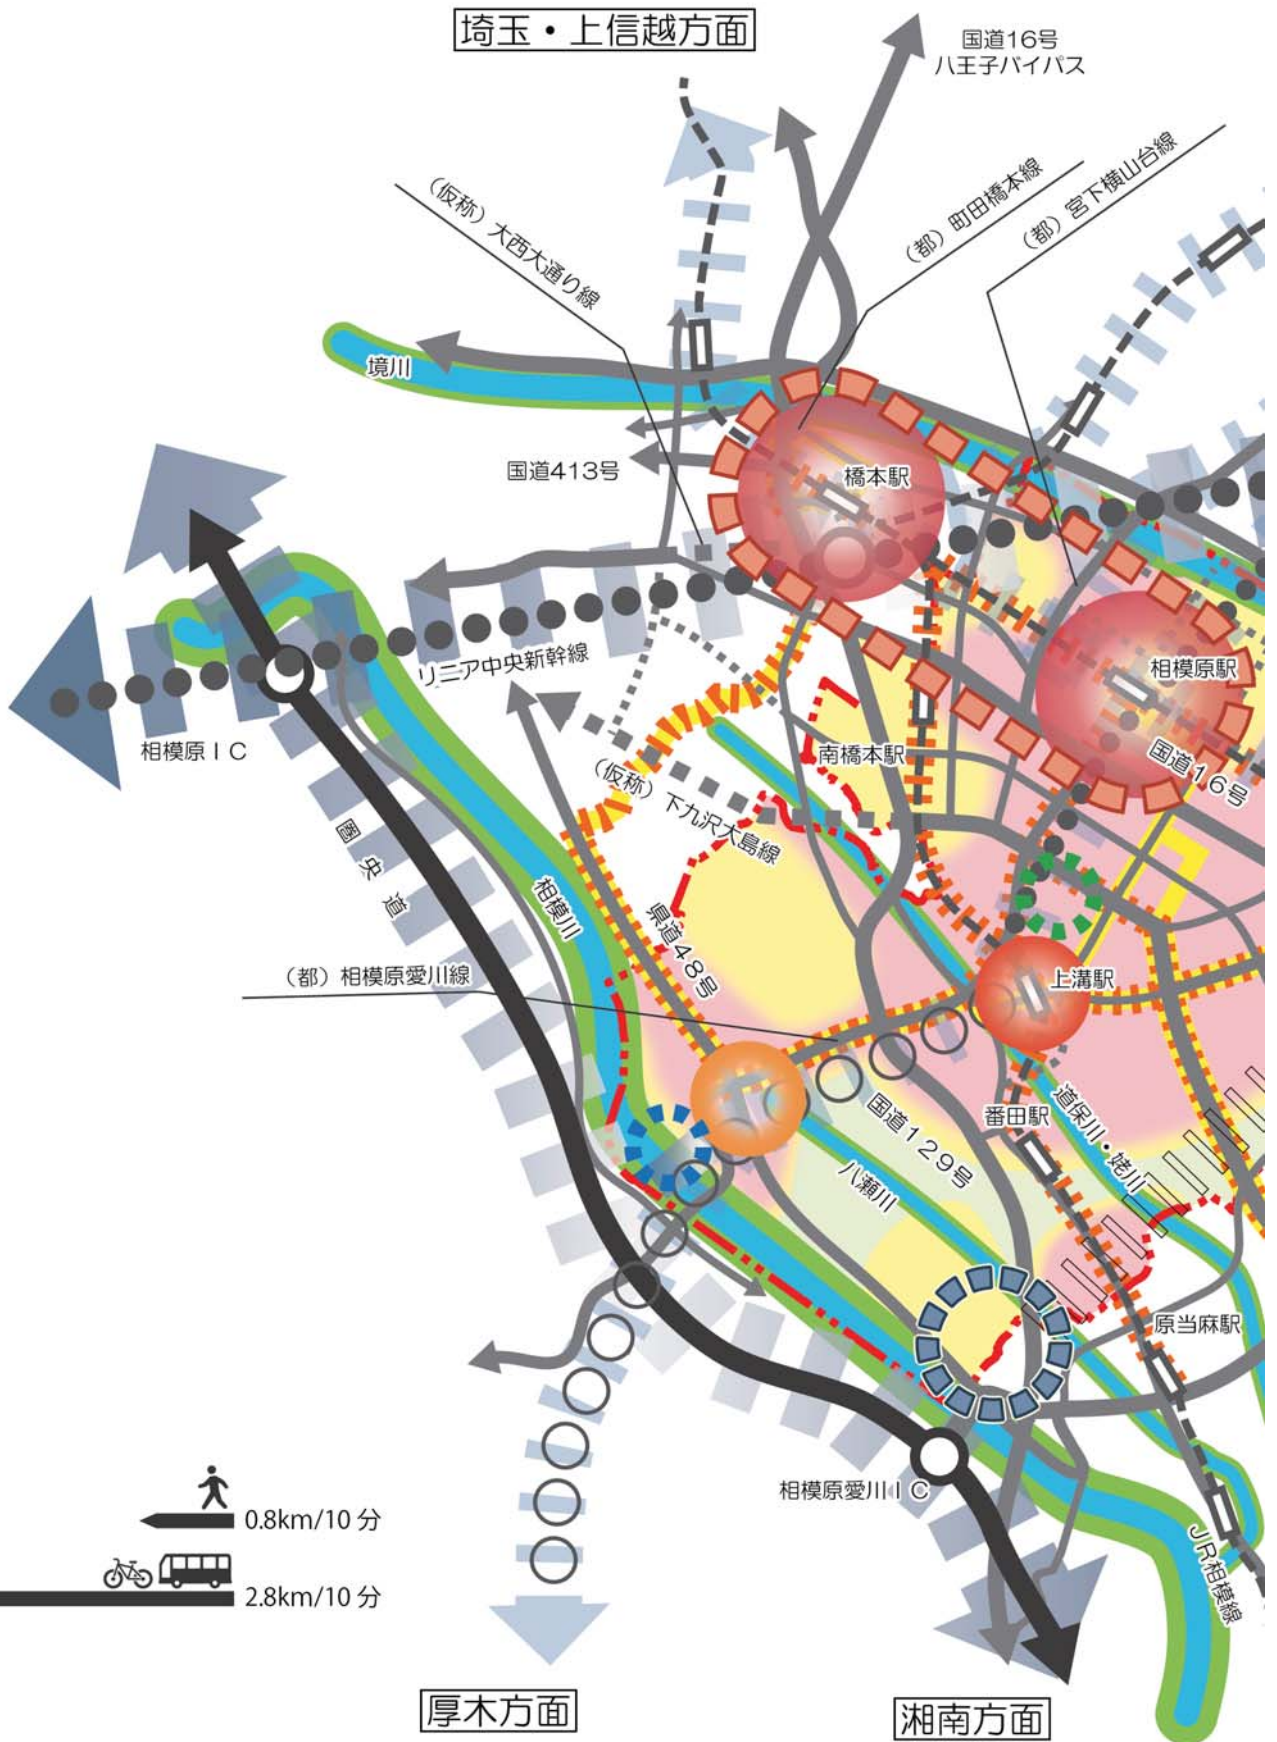 埼玉・上信越方面
国道16号
八王子バイパス
(仮称)大西大通り線
(都)町田橋本線
(都)宮下横山台線
境川
国道413号
橋本駅
リニア中央新幹線
相模原駅
相模原IC
南橋本駅
国道16号
(仮称)下九沢大島線
圏央道
相模川
県道48号
(都)相模原愛川線
上溝駅
国道129号
番田駅
道保川・姥川
八瀬川
原当麻駅
相模原愛川IC
0.8km/10分
2.8km/10分
JR相模線
厚木方面
湘南方面